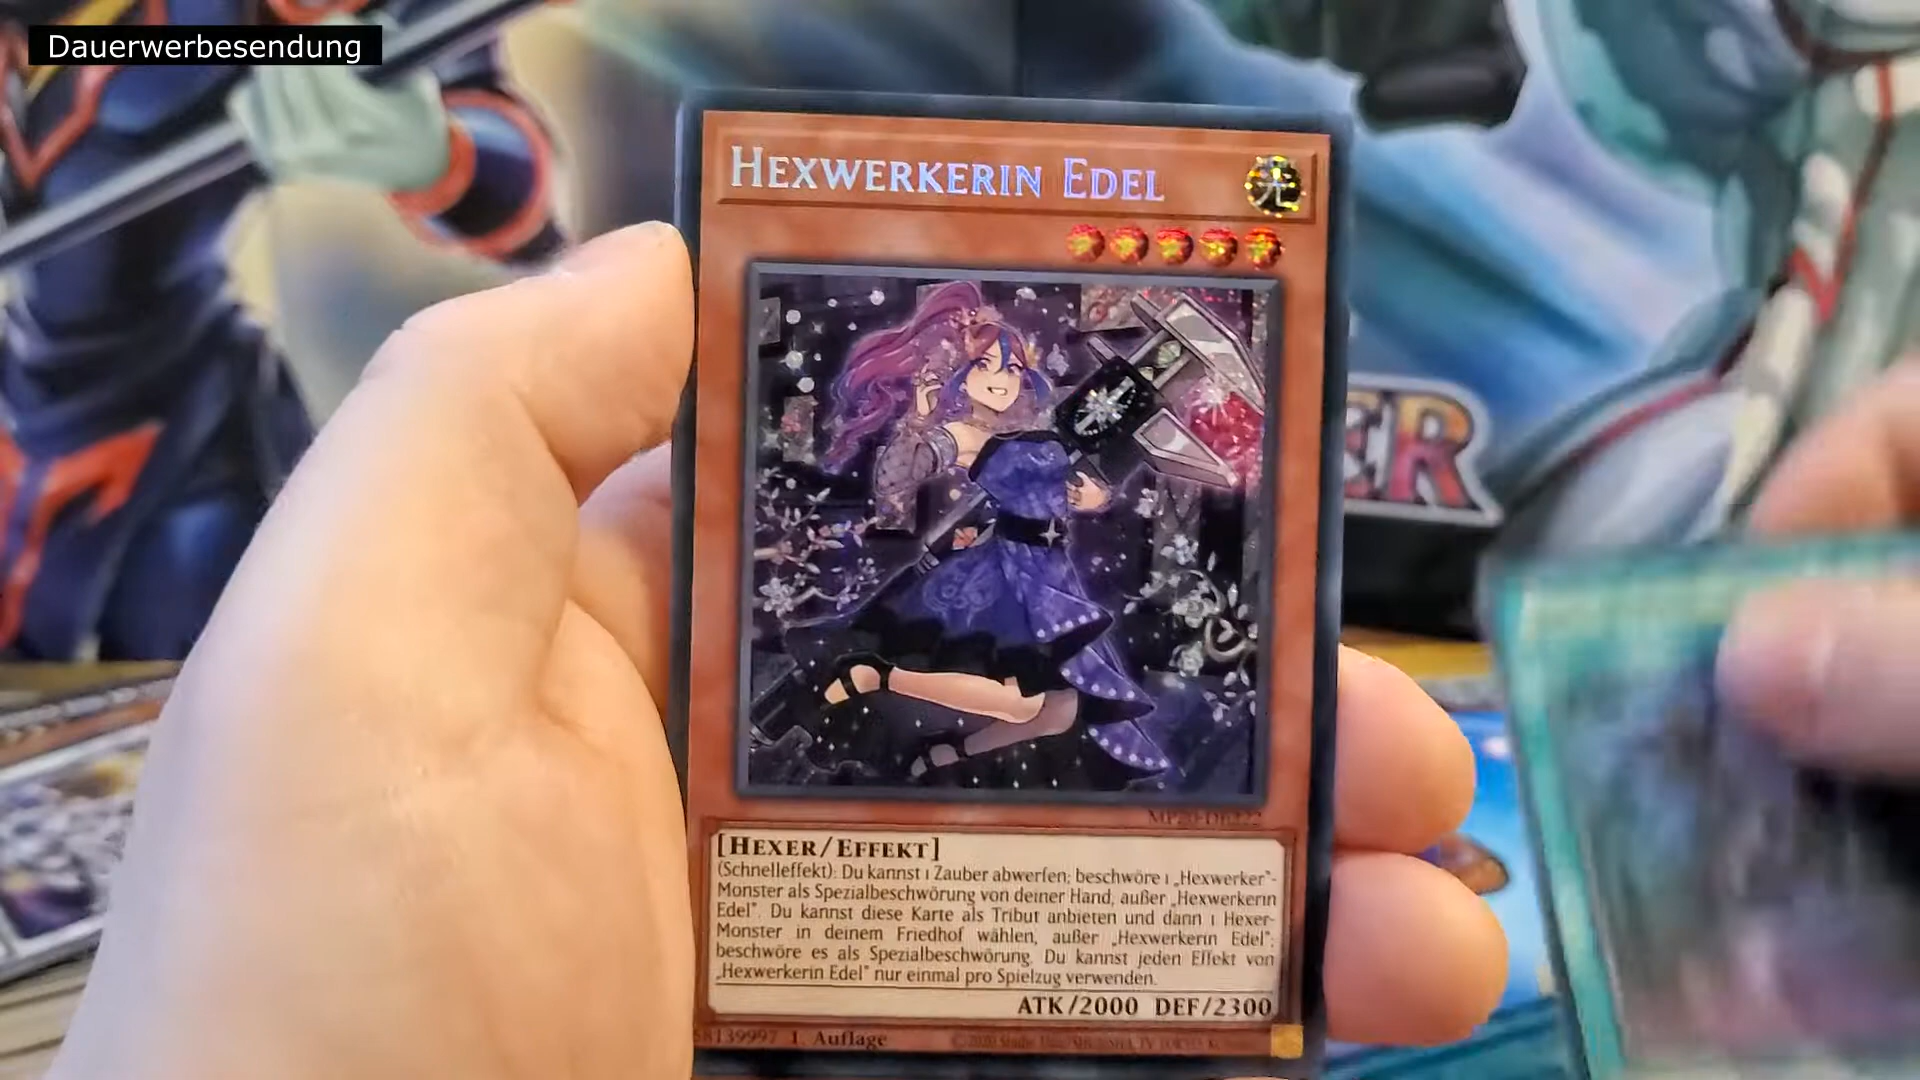 Dauerwerbesendung
HEXWERKERIN EDEL
光
ER
[HEXER/EFFEKT]
(Schnelleffekt): Du kannst 1 Zauber abwerfen; beschwöre 1 „Hexwerker"-
Monster als Spezialbeschwörung von deiner Hand, außer „Hexwerkerin
Edel". Du kannst diese Karte als Tribut anbieten und dann 1 Hexer-
Monster in deinem Friedhof wählen, außer „Hexwerkerin Edel";
beschwöre es als Spezialbeschwörung. Du kannst jeden Effekt von
„Hexwerkerin Edel" nur einmal pro Spielzug verwenden.
ATK/2000 DEF/2300
58139997 1. Auflage